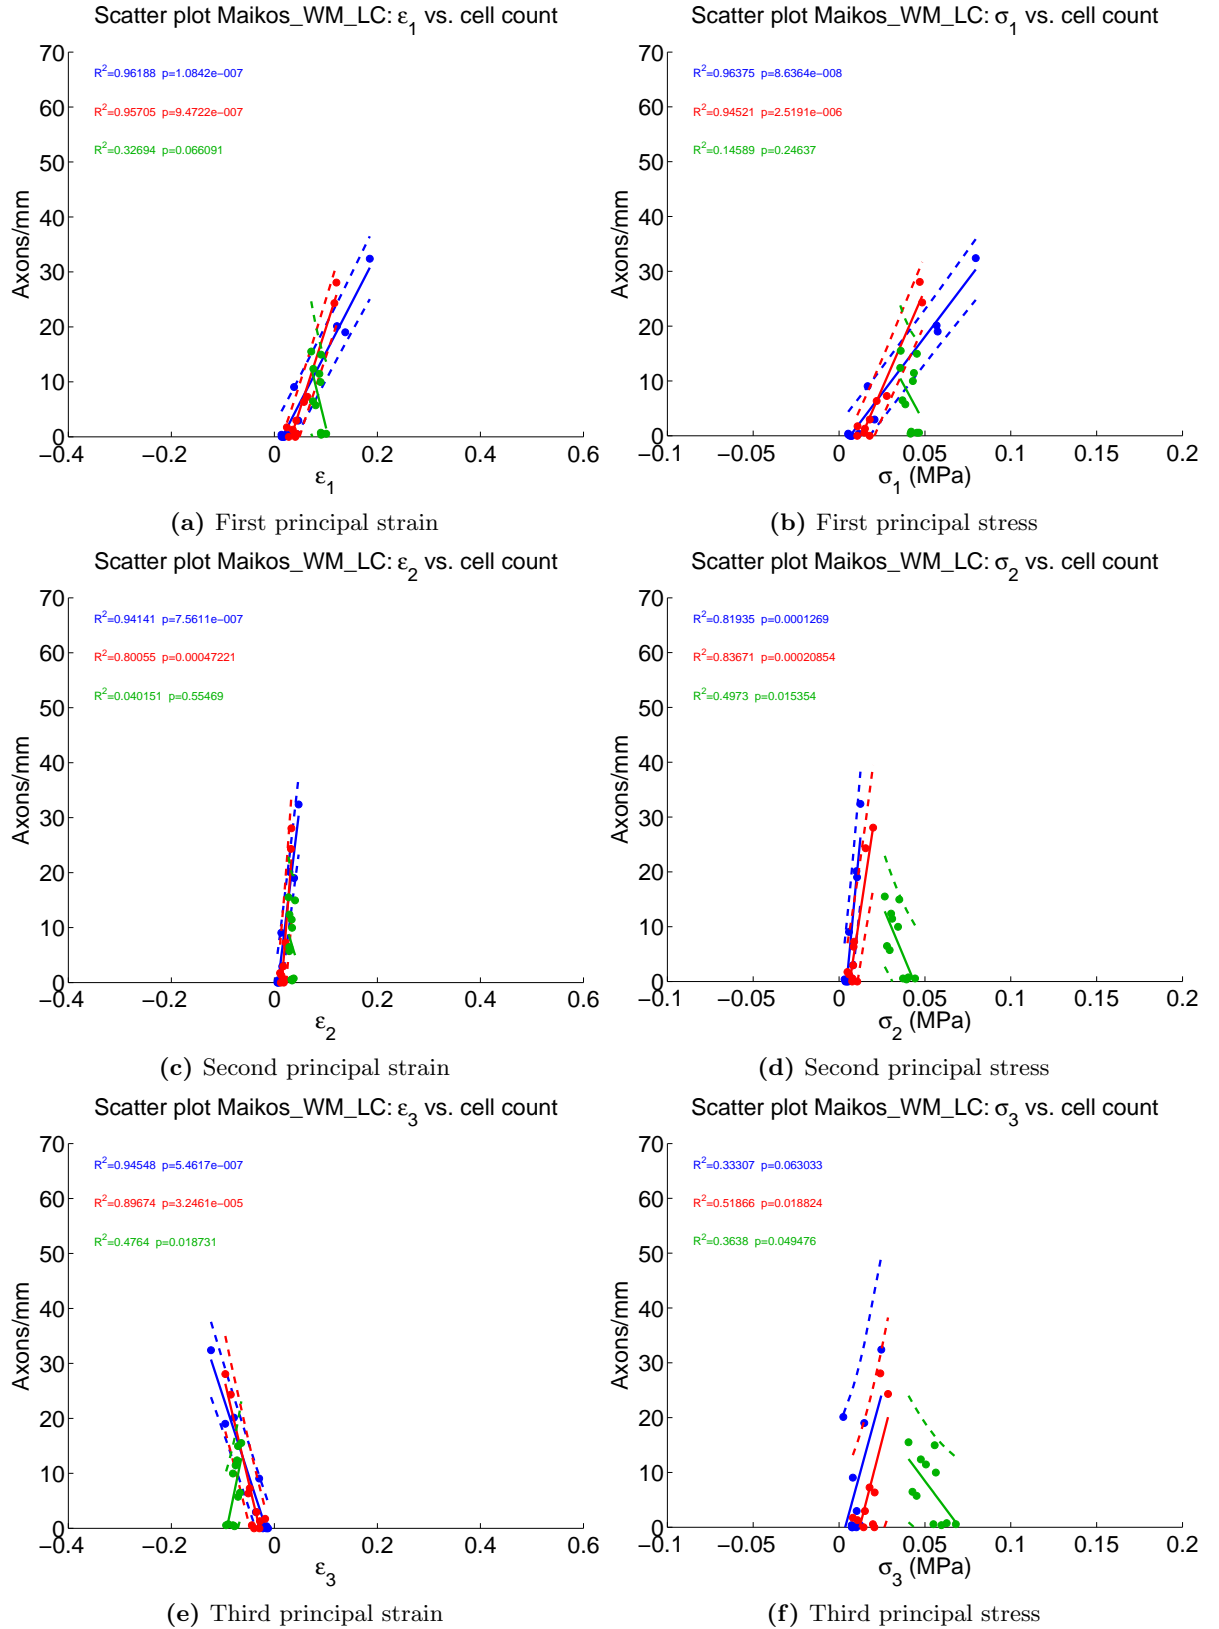 Scatter plot Maikos_WM_LC: ε1 vs. cell count
R2=0.96188 p=1.0842e-007
R2=0.95705 p=9.4722e-007
R2=0.32694 p=0.066091
Axons/mm
70
60
50
40
30
20
10
0
−0.4 −0.2 0 0.2 0.4 0.6
ε1
(a) First principal strain
Scatter plot Maikos_WM_LC: σ1 vs. cell count
R2=0.96375 p=8.6364e-008
R2=0.94521 p=2.5191e-006
R2=0.14589 p=0.24637
Axons/mm
70
60
50
40
30
20
10
0
−0.1 −0.05 0 0.05 0.1 0.15 0.2
σ1 (MPa)
(b) First principal stress
Scatter plot Maikos_WM_LC: ε2 vs. cell count
R2=0.94141 p=7.5611e-007
R2=0.80055 p=0.00047221
R2=0.040151 p=0.55469
Axons/mm
70
60
50
40
30
20
10
0
−0.4 −0.2 0 0.2 0.4 0.6
ε2
(c) Second principal strain
Scatter plot Maikos_WM_LC: σ2 vs. cell count
R2=0.81935 p=0.0001269
R2=0.83671 p=0.00020854
R2=0.4973 p=0.015354
Axons/mm
70
60
50
40
30
20
10
0
−0.1 −0.05 0 0.05 0.1 0.15 0.2
σ2 (MPa)
(d) Second principal stress
Scatter plot Maikos_WM_LC: ε3 vs. cell count
R2=0.94548 p=5.4617e-007
R2=0.89674 p=3.2461e-005
R2=0.4764 p=0.018731
Axons/mm
70
60
50
40
30
20
10
0
−0.4 −0.2 0 0.2 0.4 0.6
ε3
(e) Third principal strain
Scatter plot Maikos_WM_LC: σ3 vs. cell count
R2=0.33307 p=0.063033
R2=0.51866 p=0.018824
R2=0.3638 p=0.049476
Axons/mm
70
60
50
40
30
20
10
0
−0.1 −0.05 0 0.05 0.1 0.15 0.2
σ3 (MPa)
(f) Third principal stress